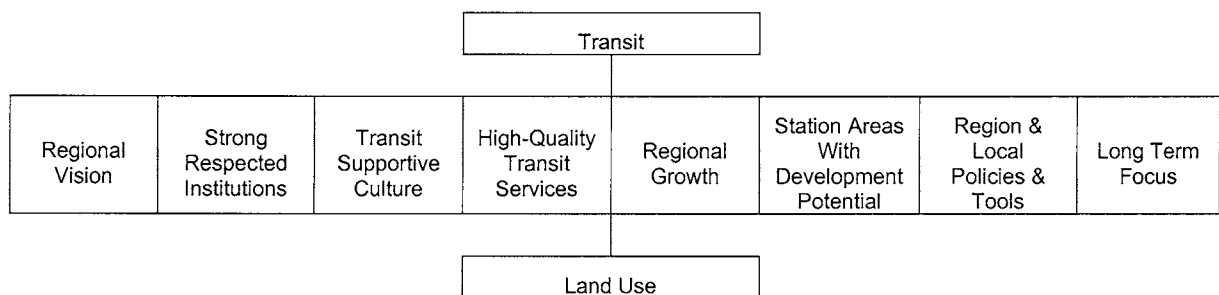 Transit
Regional
Vision
Strong
Respected
Institutions
Transit
Supportive
Culture
High-Quality
Transit
Services
Regional
Growth
Station Areas
With
Development
Potential
Region &
Local
Policies &
Tools
Long Term
Focus
Land Use